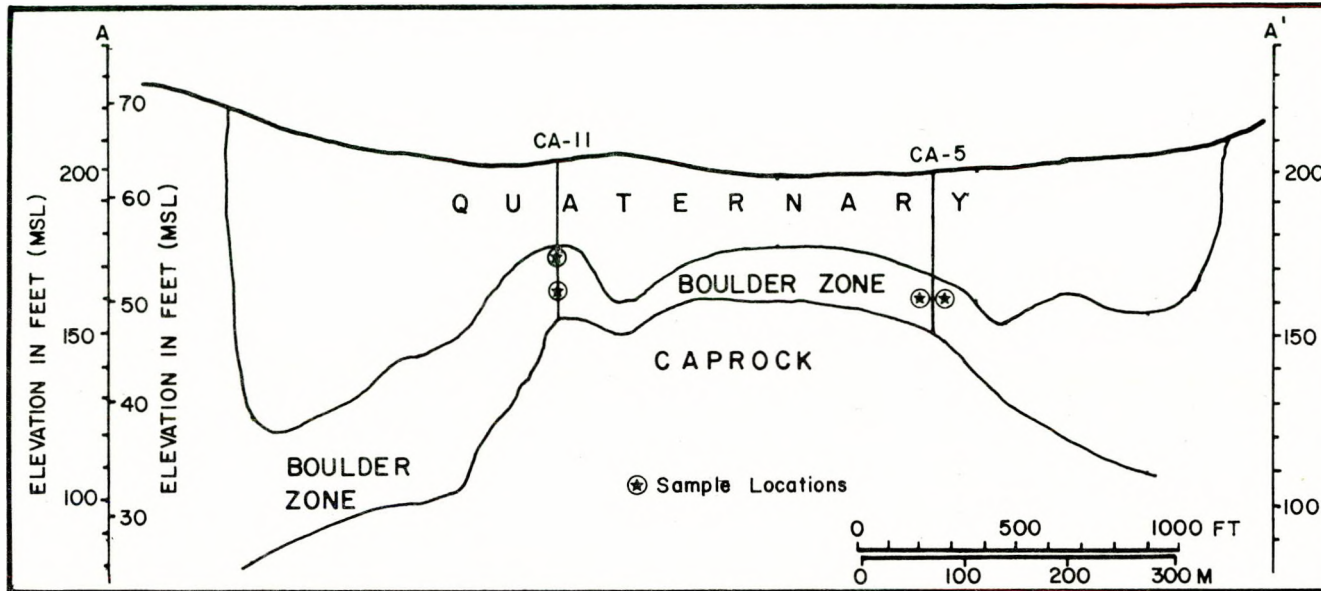 A
A'
70
CA-11
CA-5
200
200
60
QUATERNARY
BOULDER ZONE
50
150
150
CAPROCK
40
BOULDER
ZONE
Sample Locations
100
30
100
0 500 1000 FT
0 100 200 300 M
ELEVATION IN FEET (MSL)
ELEVATION IN FEET (MSL)